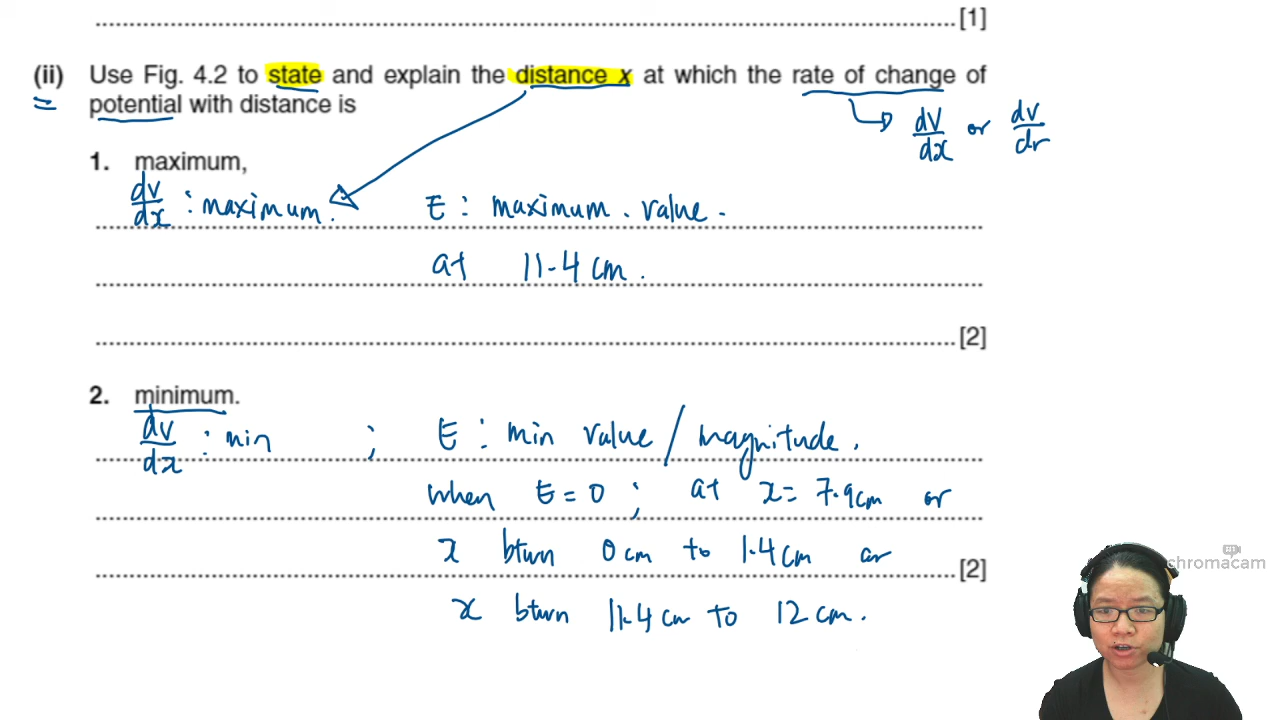 [1]
(ii) Use Fig. 4.2 to state and explain the distance x at which the rate of change of
potential with distance is
dV/dx or dV/dr
1. maximum,
dV/dx : maximum. E : maximum value.
at 11.4 cm.
[2]
2. minimum.
dV/dx : min ; E : min value / magnitude.
when E = 0 ; at x = 7.9cm or
x btwn 0 cm to 1.4 cm or
[2]
x btwn 11.4 cm to 12 cm.
chromacam